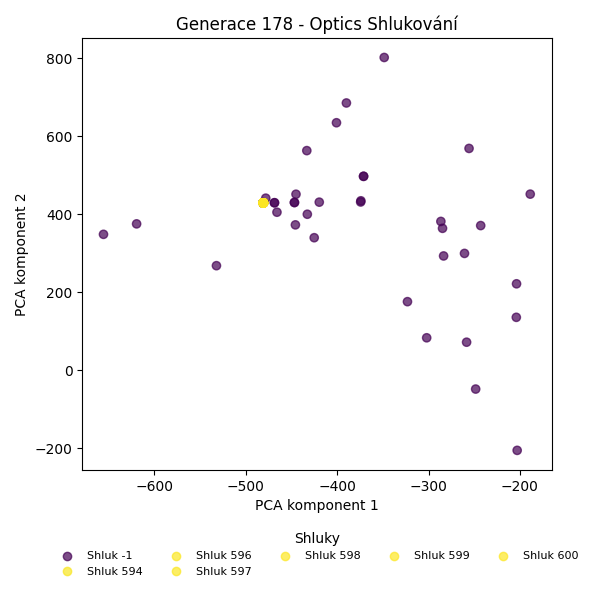 Generace 178 - Optics Shlukování
800
600
400
200
0
−200
PCA komponent 2
−600 −500 −400 −300 −200
PCA komponent 1
Shluky
Shluk -1 Shluk 596 Shluk 598 Shluk 599 Shluk 600
Shluk 594 Shluk 597